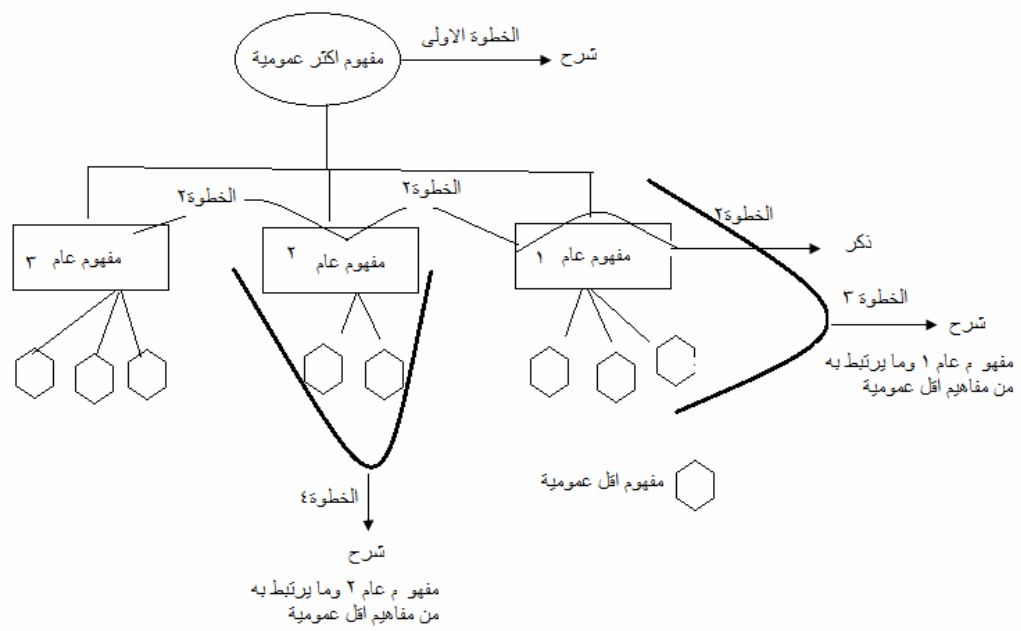 الخطوة الاولى
مفهوم اكثر عمومية
شرح
الخطوة٢
الخطوة٢
الخطوة٢
مفهوم عام ١
مفهوم عام ٢
مفهوم عام ٣
ذكر
الخطوة ٣
شرح
مفهو م عام ١ وما يرتبط به
من مفاهيم اقل عمومية
مفهوم اقل عمومية
الخطوة٤
شرح
مفهو م عام ٢ وما يرتبط به
من مفاهيم اقل عمومية